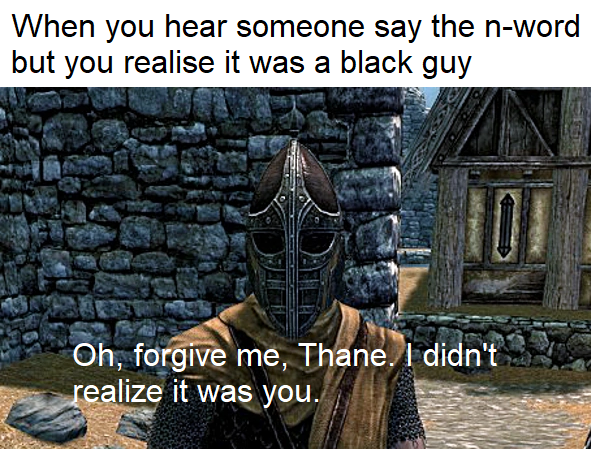 When you hear someone say the n-word
but you realise it was a black guy
Oh, forgive me, Thane. I didn't
realize it was you.